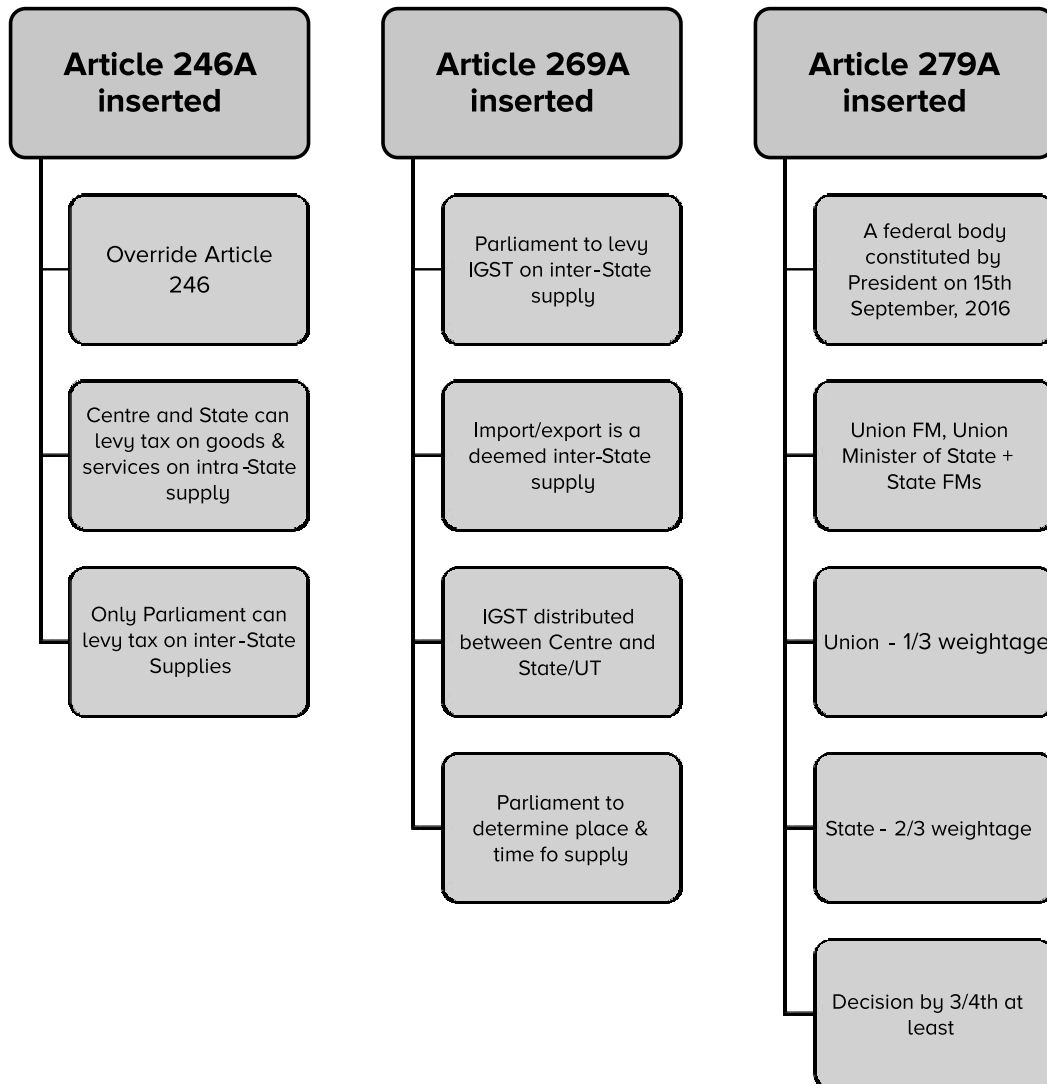 Article 246A
inserted
Override Article
246
Centre and State can
levy tax on goods &
services on intra-State
supply
Only Parliament can
levy tax on inter-State
Supplies
Article 269A
inserted
Parliament to levy
IGST on inter-State
supply
Import/export is a
deemed inter-State
supply
IGST distributed
between Centre and
State/UT
Parliament to
determine place &
time fo supply
Article 279A
inserted
A federal body
constituted by
President on 15th
September, 2016
Union FM, Union
Minister of State +
State FMs
Union - 1/3 weightage
State - 2/3 weightage
Decision by 3/4th at
least